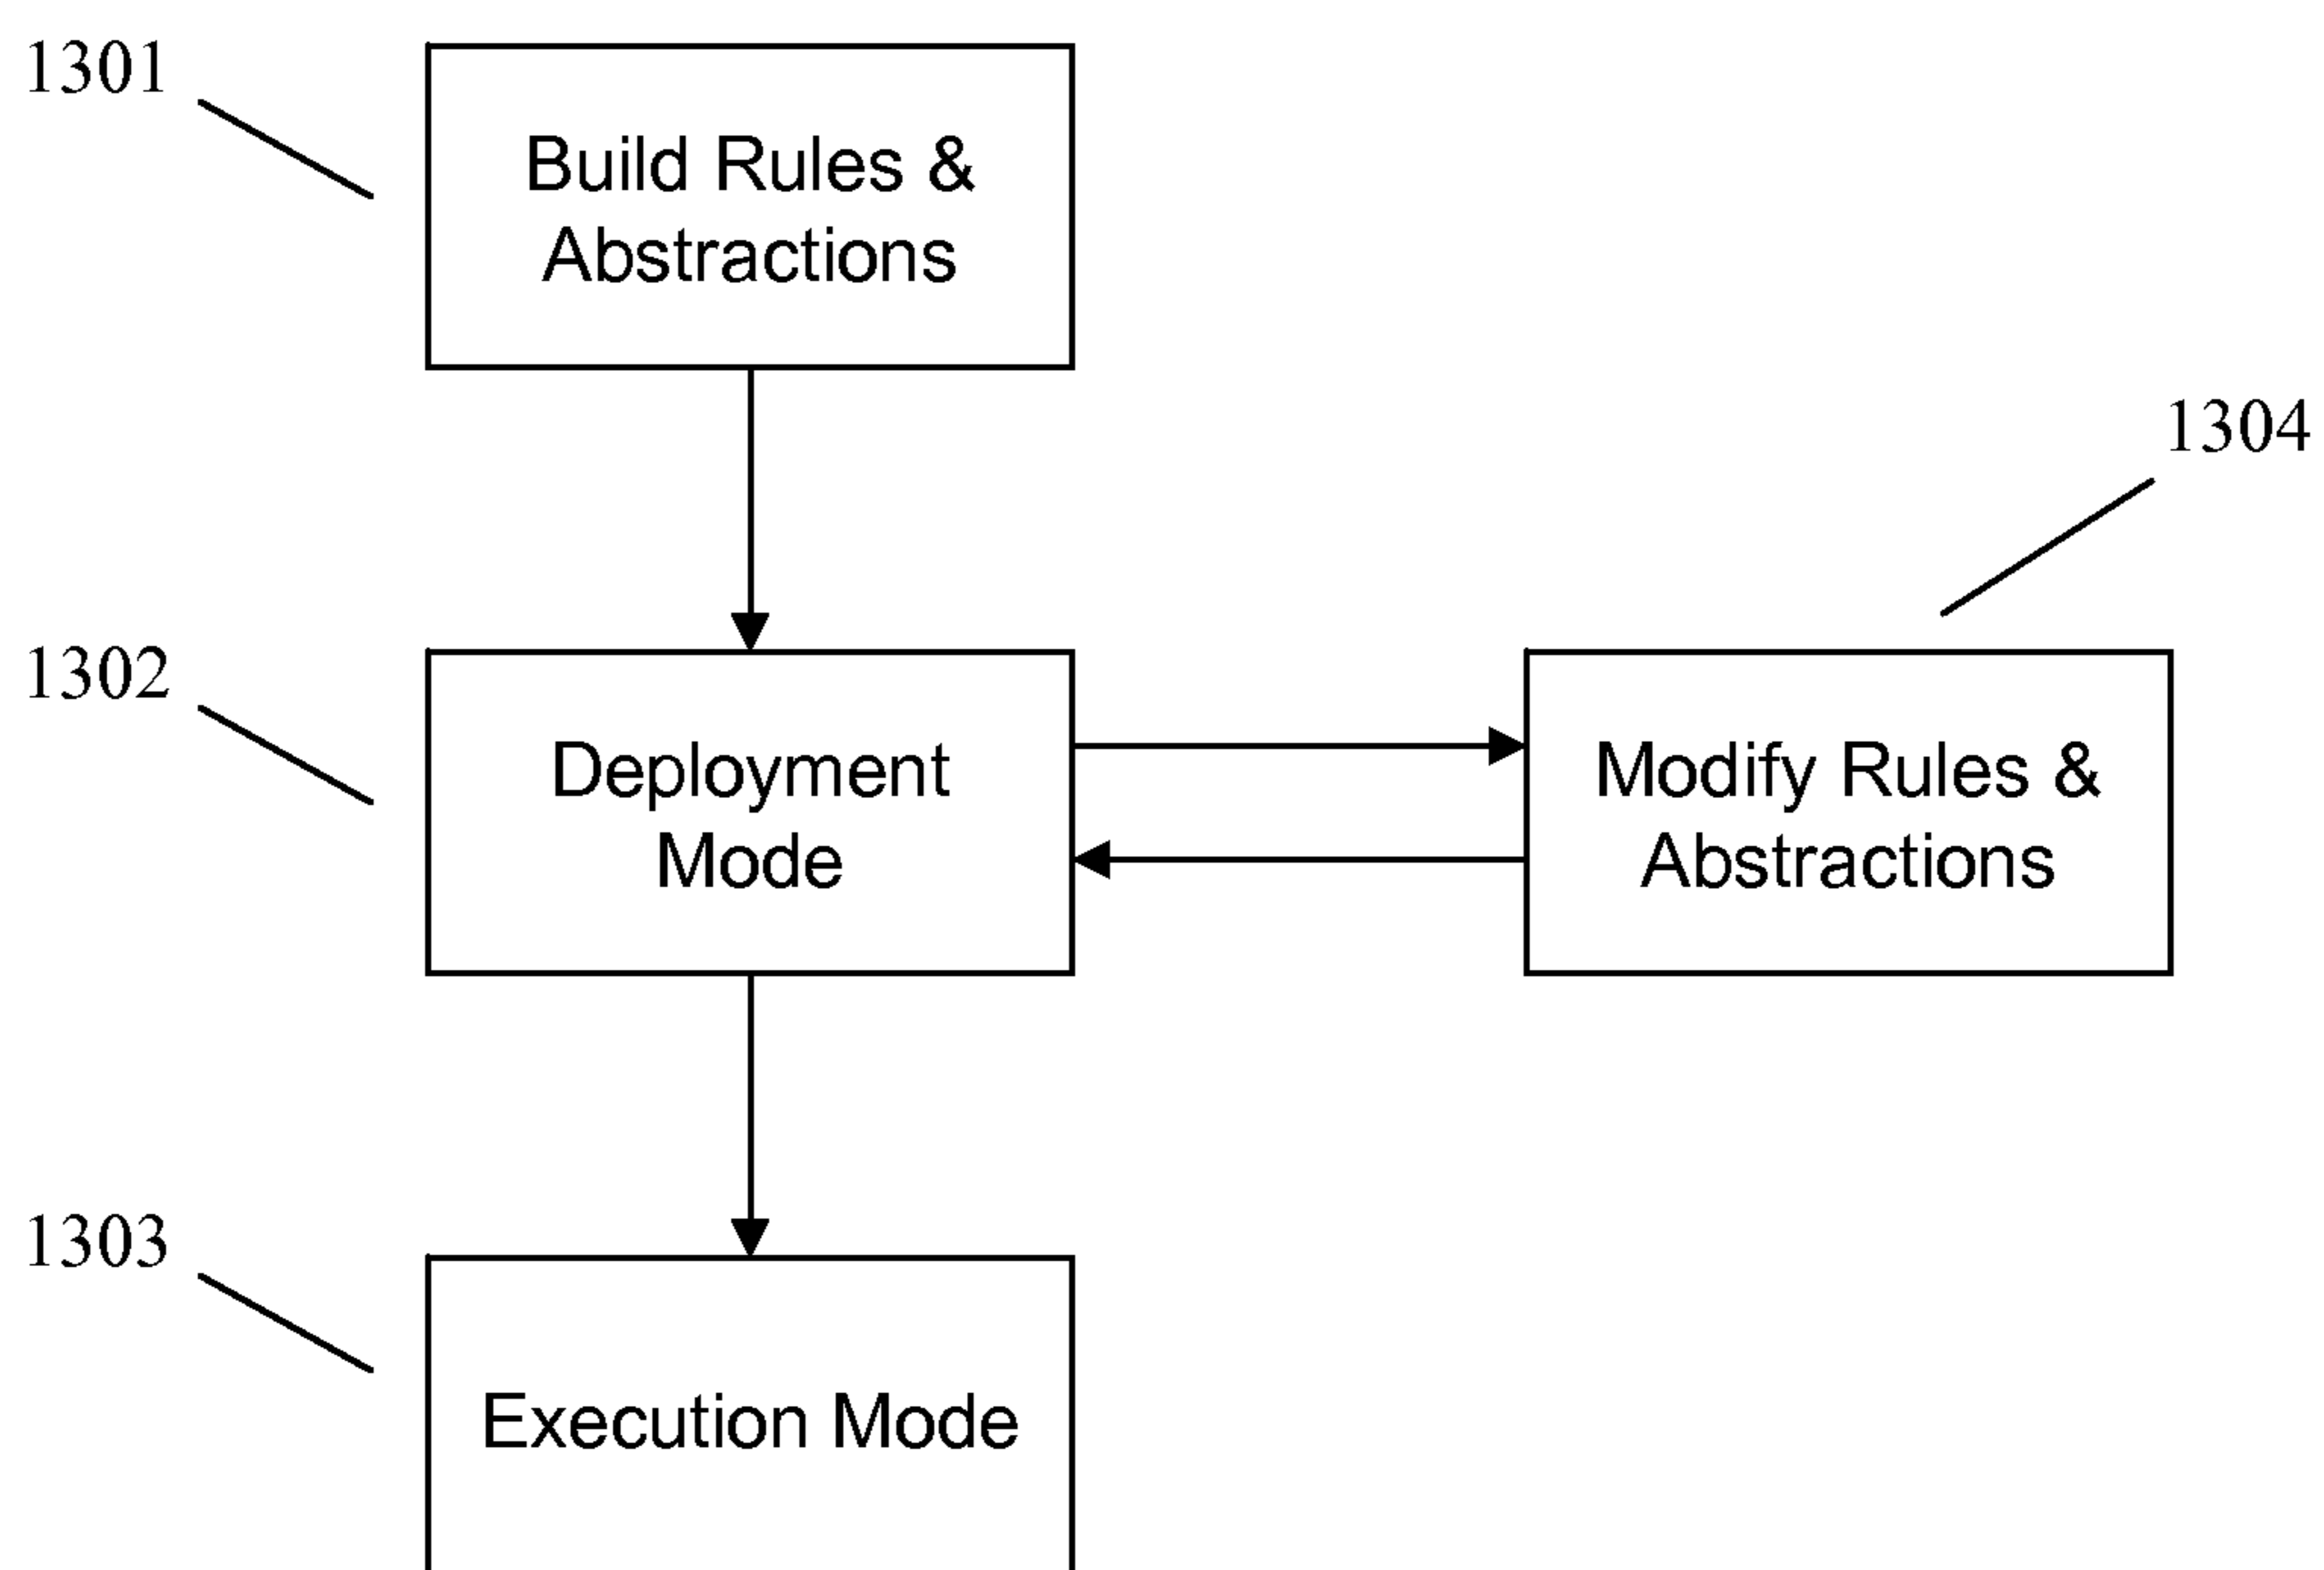 1301
Build Rules &
Abstractions
1304
1302
Deployment
Mode
Modify Rules &
Abstractions
1303
Execution Mode